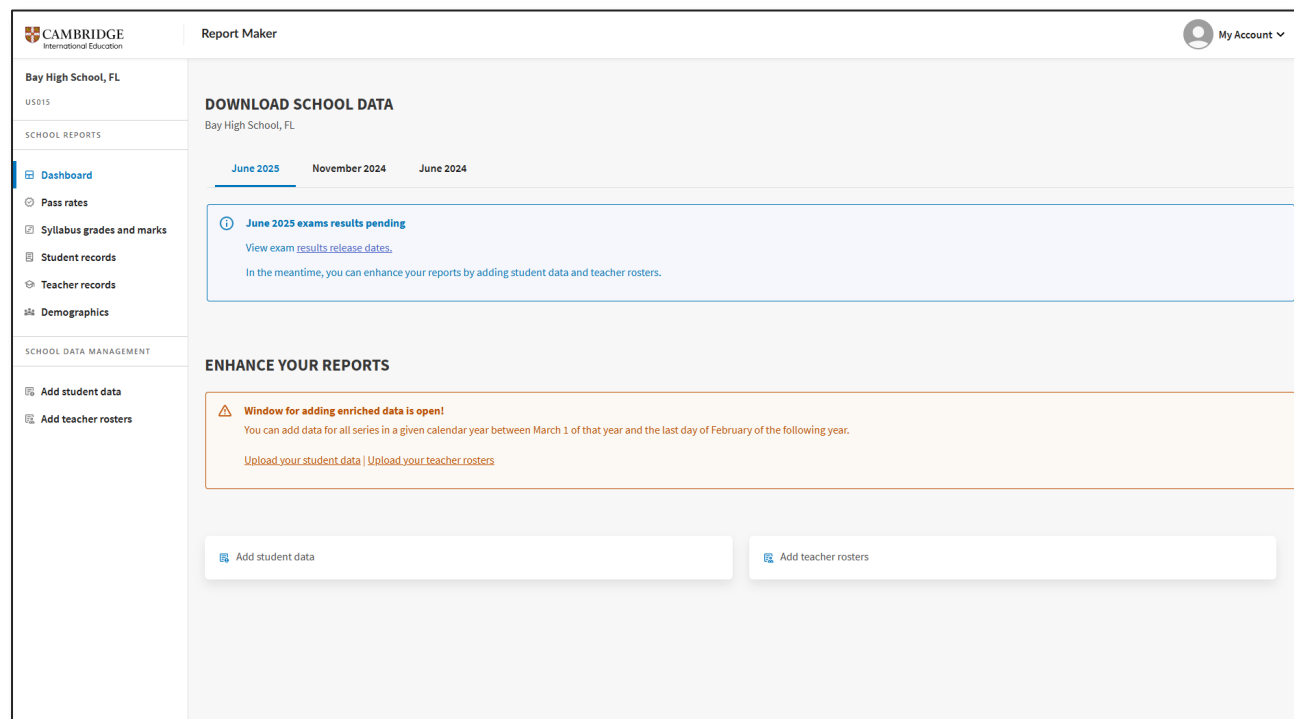 CAMBRIDGE
International Education
Report Maker
My Account
Bay High School, FL
US015
SCHOOL REPORTS
Dashboard
Pass rates
Syllabus grades and marks
Student records
Teacher records
Demographics
SCHOOL DATA MANAGEMENT
Add student data
Add teacher rosters
DOWNLOAD SCHOOL DATA
Bay High School, FL
June 2025 November 2024 June 2024
June 2025 exams results pending
View exam results release dates.
In the meantime, you can enhance your reports by adding student data and teacher rosters.
ENHANCE YOUR REPORTS
Window for adding enriched data is open!
You can add data for all series in a given calendar year between March 1 of that year and the last day of February of the following year.
Upload your student data | Upload your teacher rosters
Add student data
Add teacher rosters